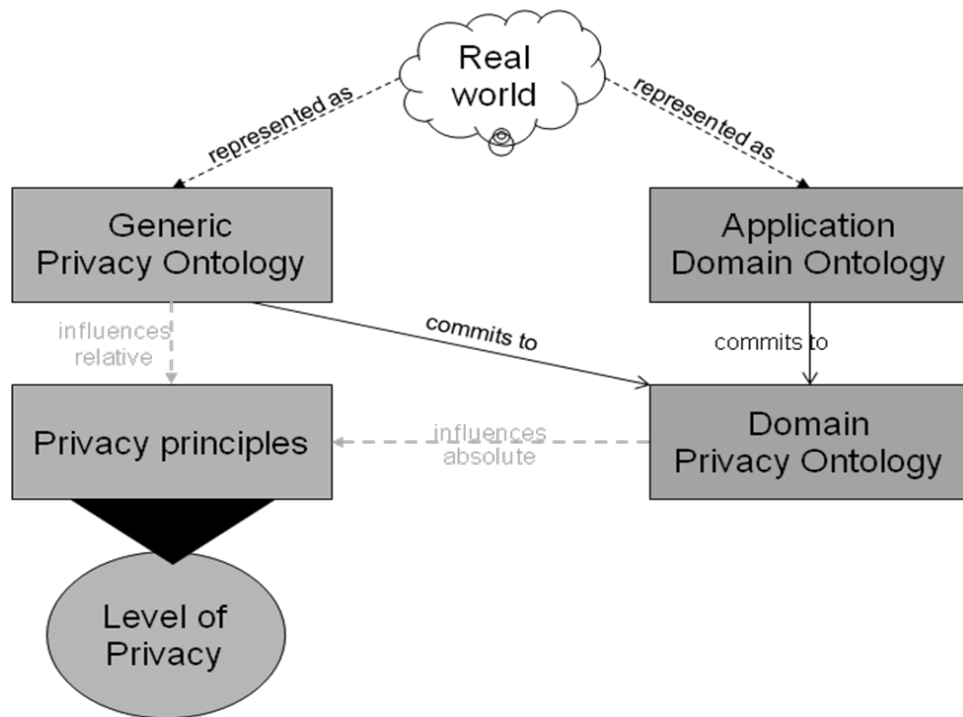 Real
world
represented as
represented as
Generic
Privacy Ontology
Application
Domain Ontology
influences
relative
commits to
commits to
Privacy principles
influences
absolute
Domain
Privacy Ontology
Level of
Privacy